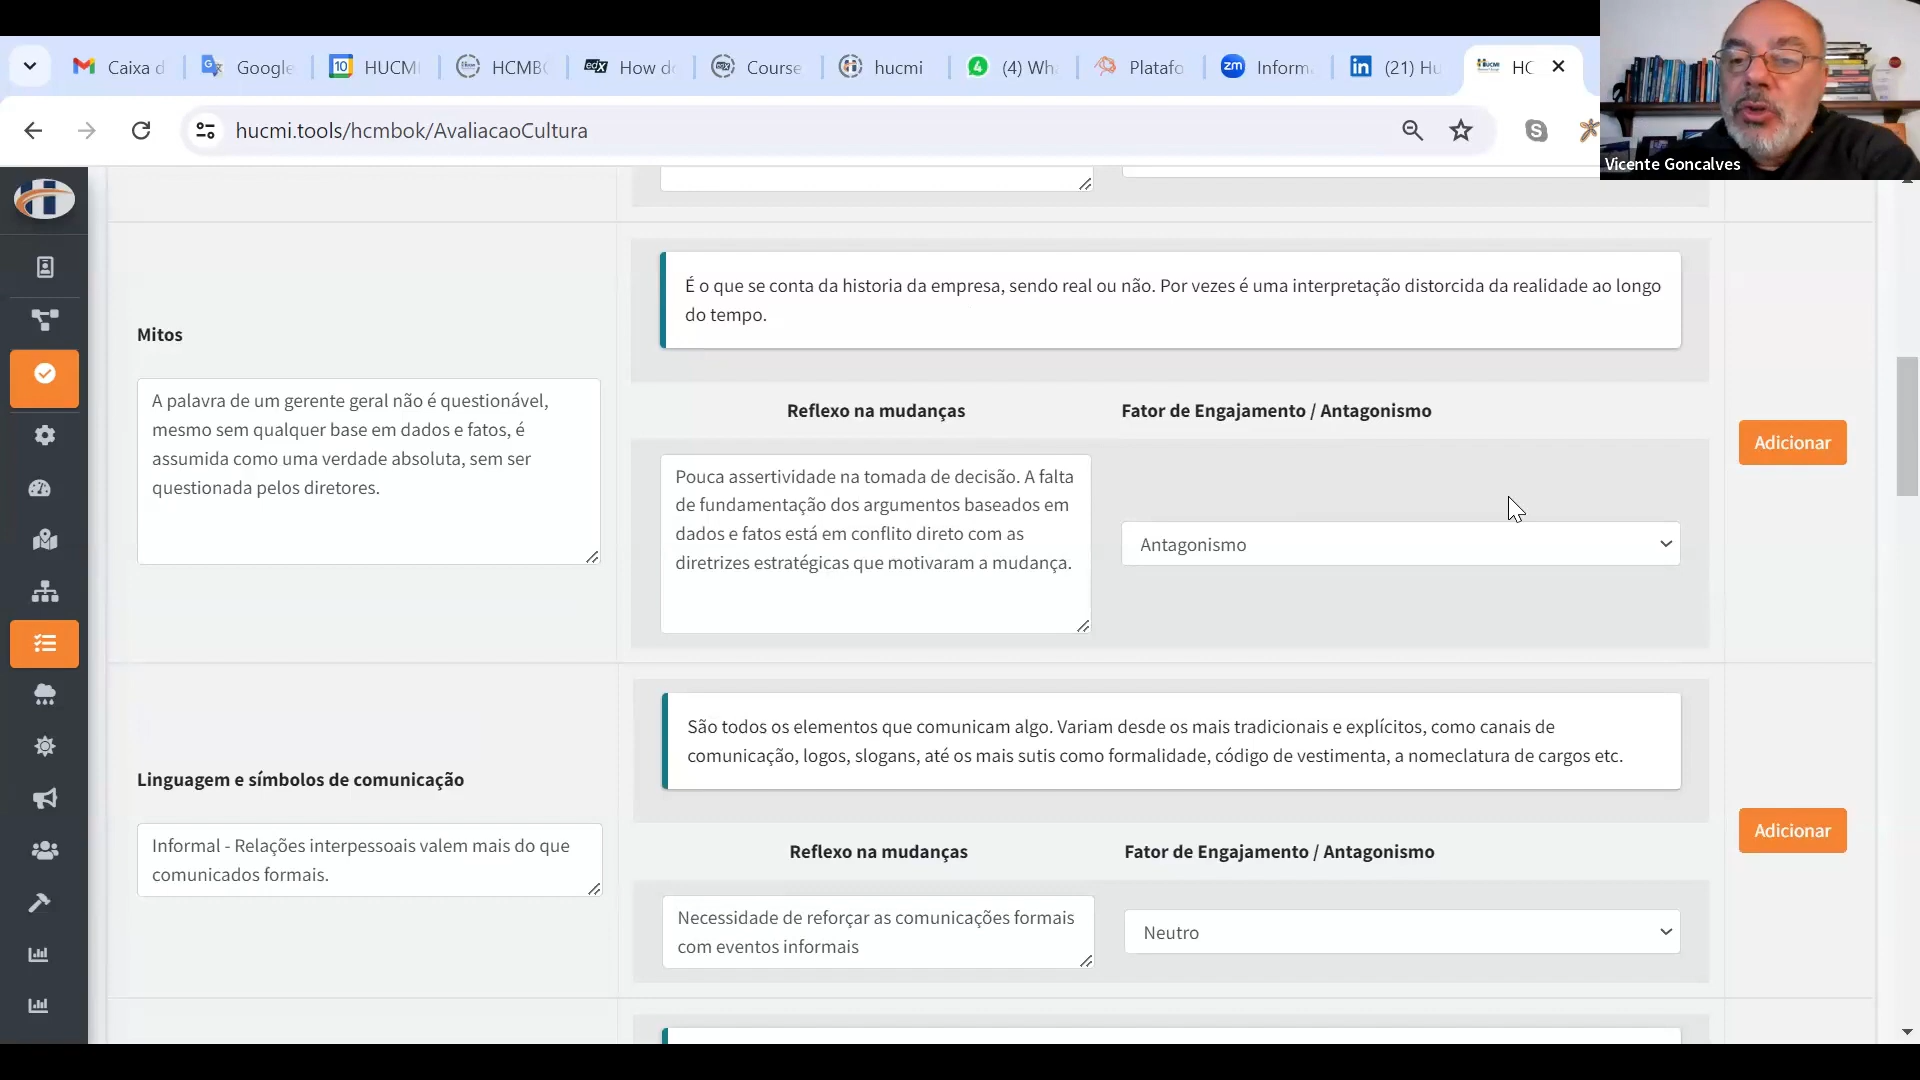 Caixa d
Google
HUCMI
HCMBO
How do
Course
hucmi
(4) Wh
Platafo
Inform
(21) Hu
HC
hucmi.tools/hcmbok/AvaliacaoCultura
Vicente Goncalves
Mitos
A palavra de um gerente geral não é questionável,
mesmo sem qualquer base em dados e fatos, é
assumida como uma verdade absoluta, sem ser
questionada pelos diretores.
É o que se conta da historia da empresa, sendo real ou não. Por vezes é uma interpretação distorcida da realidade ao longo
do tempo.
Reflexo na mudanças
Fator de Engajamento / Antagonismo
Pouca assertividade na tomada de decisão. A falta
de fundamentação dos argumentos baseados em
dados e fatos está em conflito direto com as
diretrizes estratégicas que motivaram a mudança.
Antagonismo
Adicionar
Linguagem e símbolos de comunicação
Informal - Relações interpessoais valem mais do que
comunicados formais.
São todos os elementos que comunicam algo. Variam desde os mais tradicionais e explícitos, como canais de
comunicação, logos, slogans, até os mais sutis como formalidade, código de vestimenta, a nomeclatura de cargos etc.
Reflexo na mudanças
Fator de Engajamento / Antagonismo
Necessidade de reforçar as comunicações formais
com eventos informais
Neutro
Adicionar